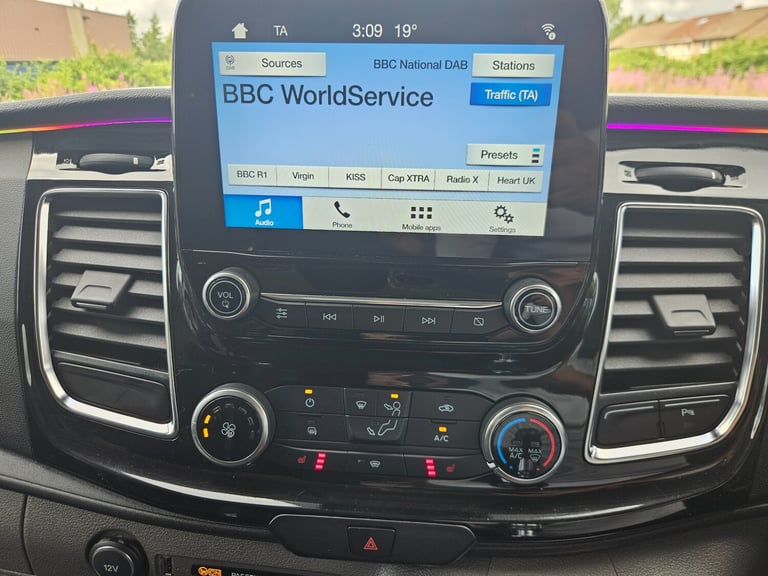 TA 3:09 19°
DAB Sources BBC National DAB Stations
BBC WorldService Traffic (TA)
Presets
BBC R1 Virgin KISS Cap XTRA Radio X Heart UK
Audio Phone Mobile apps Settings
VOL TUNE
A/C
MAX A/C MAX
12V